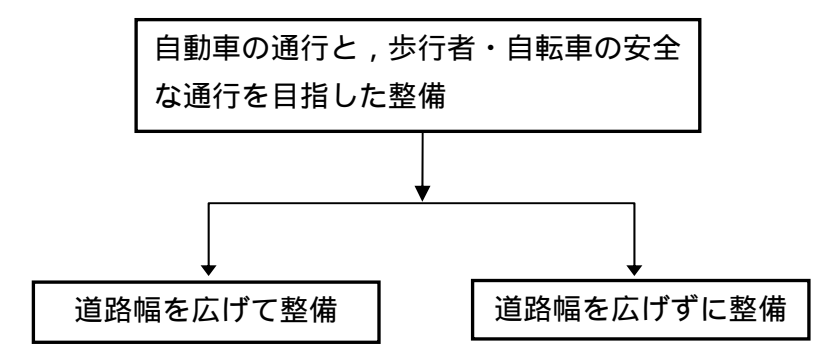 自動車の通行と，歩行者・自転車の安全
な通行を目指した整備
道路幅を広げて整備
道路幅を広げずに整備